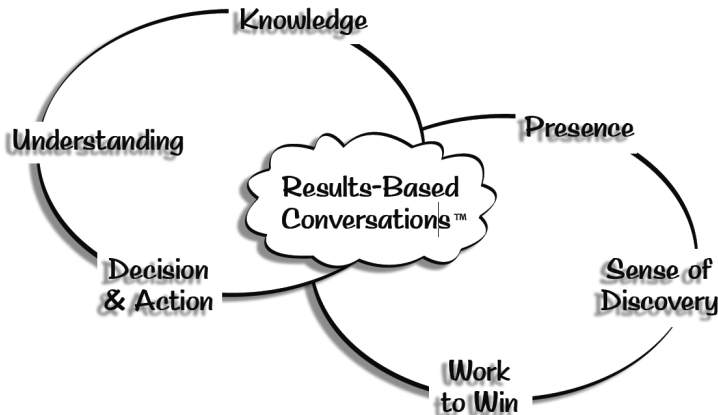 Knowledge
Understanding
Presence
Results-Based
Conversations™
Decision
& Action
Sense of
Discovery
Work
to Win